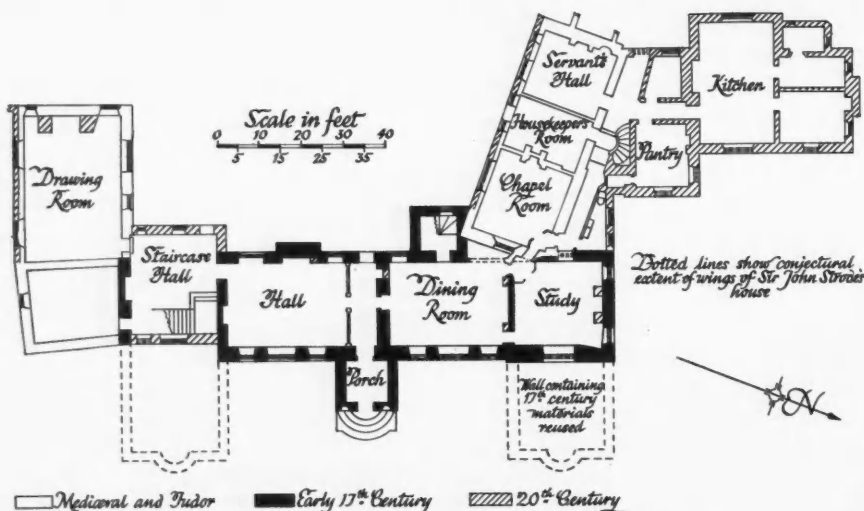 Servants
Hall
Kitchen
Scale in feet
0 10 20 30 40
5 15 25 35
Housekeepers
Room
Pantry
Drawing
Room
Chapel
Room
Staircase
Hall
Hall
Dining
Room
Study
Dotted lines show conjectural
extent of wings of Sir John Strode's
house
Porch
Wall containing
17th century
materials
reused
N
Mediæval and Tudor
Early 17th Century
20th Century